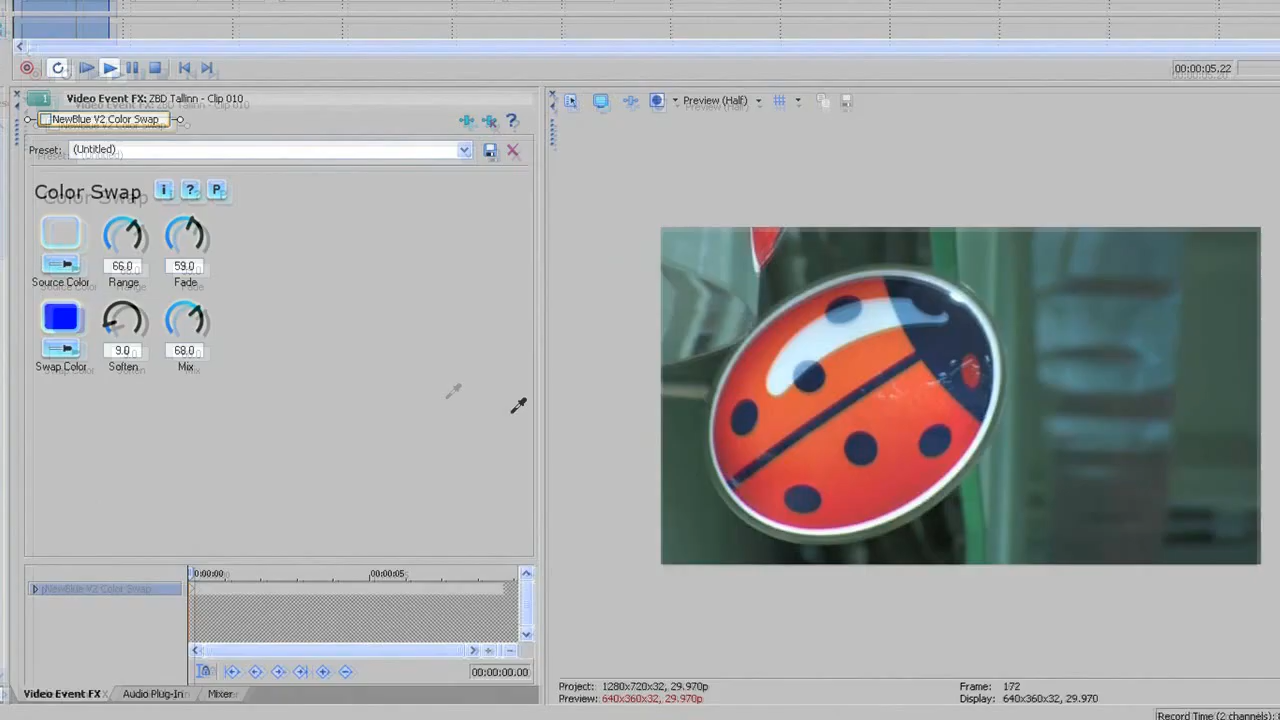 00:00:05.22
1
Video Event FX: ZBD Tallinn - Clip 010
Preview (Half)
NewBlue V2 Color Swap
?
Preset: (Untitled)
Color Swap i ? P
66.0 59.0
Source Color Range Fade
9.0 68.0
Swap Color Soften Mix
0:00:00 00:00:05
NewBlue V2 Color Swap
00:00:00.00
Video Event FX Audio Plug-In Mixer
Project: 1280x720x32, 29.970p
Preview: 640x360x32, 29.970p
Frame: 172
Display: 640x360x32, 29.970
Record Time (2 channels):